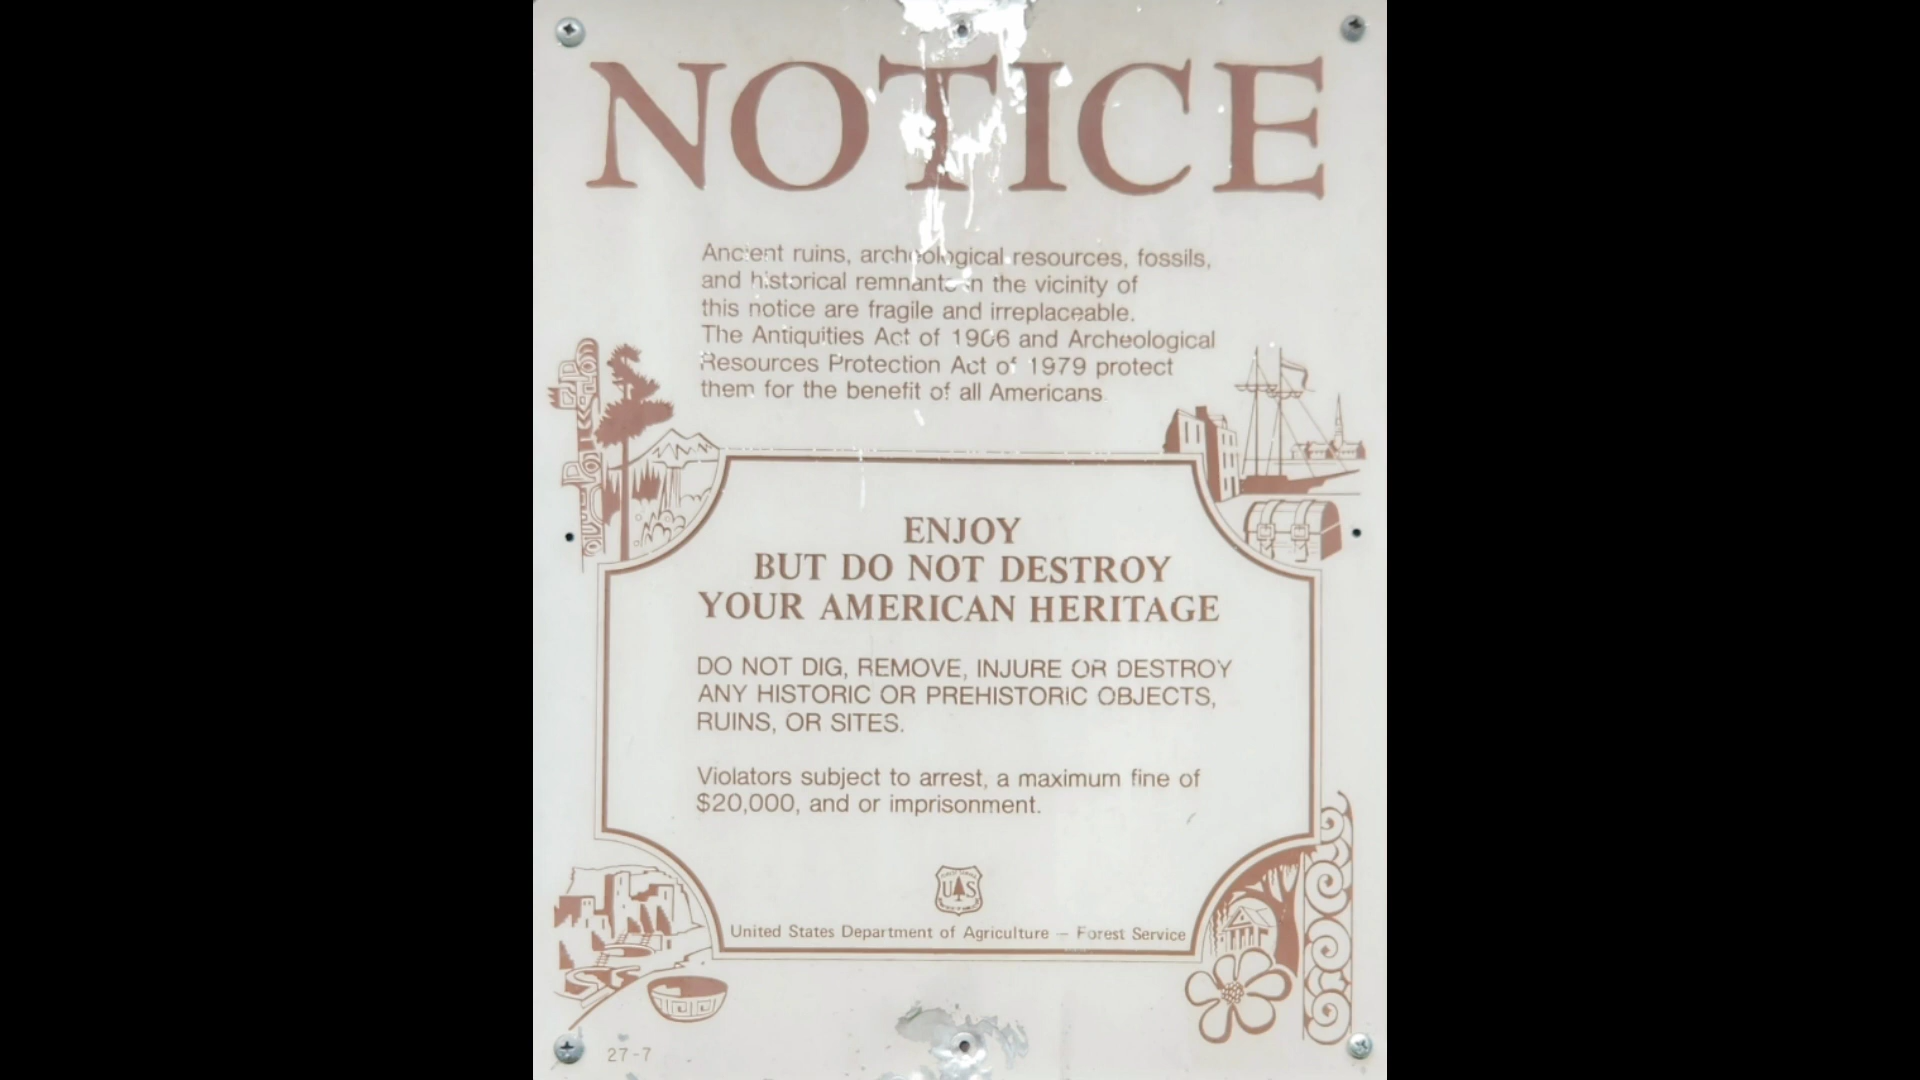 NOTICE
Ancient ruins, archeological resources, fossils,
and historical remnants in the vicinity of
this notice are fragile and irreplaceable.
The Antiquities Act of 1906 and Archeological
Resources Protection Act of 1979 protect
them for the benefit of all Americans
ENJOY
BUT DO NOT DESTROY
YOUR AMERICAN HERITAGE
DO NOT DIG, REMOVE, INJURE OR DESTROY
ANY HISTORIC OR PREHISTORIC OBJECTS,
RUINS, OR SITES.
Violators subject to arrest, a maximum fine of
$20,000, and or imprisonment.
U S
United States Department of Agriculture — Forest Service
27-7